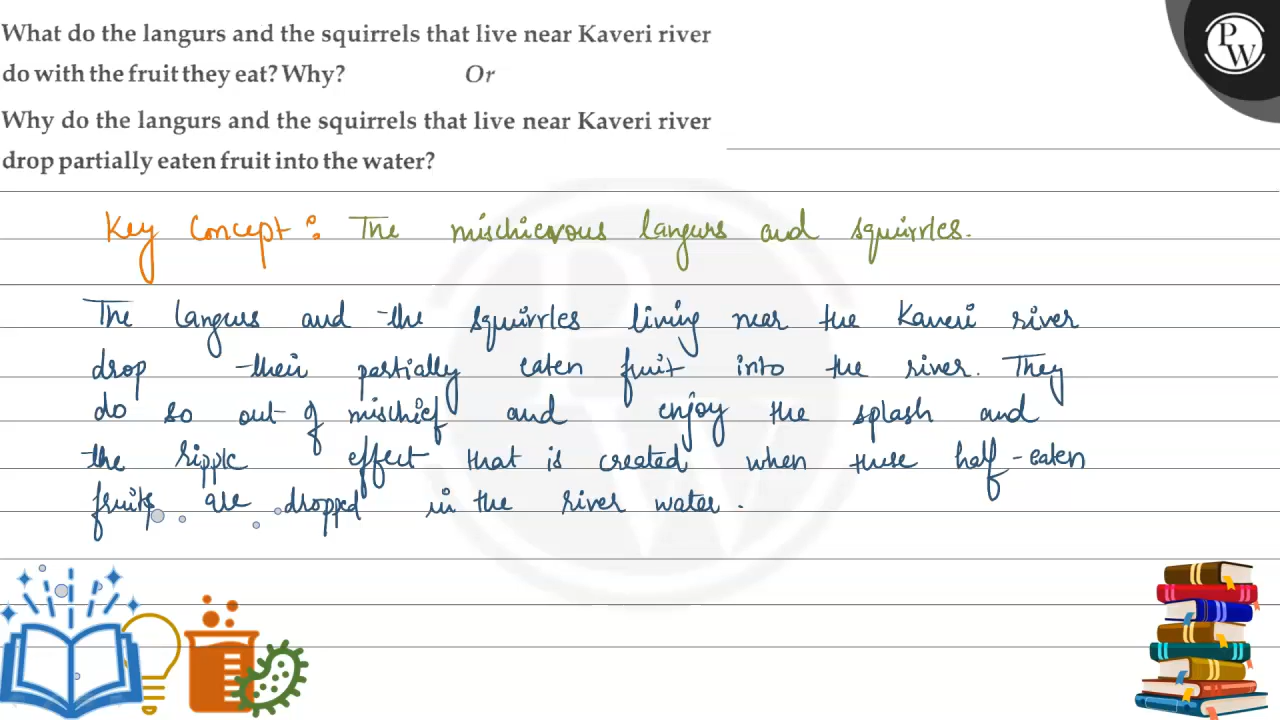 What do the langurs and the squirrels that live near Kaveri river
do with the fruit they eat? Why? Or
Why do the langurs and the squirrels that live near Kaveri river
drop partially eaten fruit into the water?
PW
Key Concept : The mischievous langurs and squirrles.
The langurs and the squirrles living near the Kaveri river
drop their partially eaten fruit into the river. They
do so out of mischief and enjoy the splash and
the ripple effect that is created when these half-eaten
fruits are dropped in the river water.